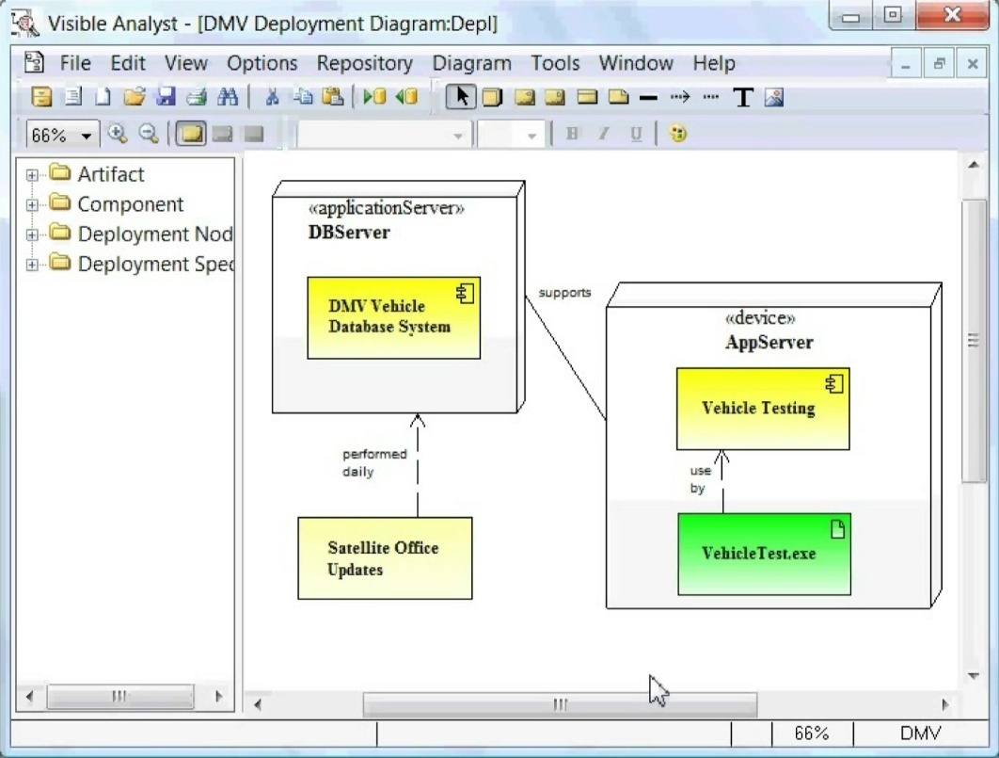 Visible Analyst - [DMV Deployment Diagram:Depl]
File Edit View Options Repository Diagram Tools Window Help
T
66%
B I U
Artifact
Component
Deployment Nod
Deployment Spec
«applicationServer»
DBServer
DMV Vehicle
Database System
supports
«device»
AppServer
Vehicle Testing
performed
daily
use
by
Satellite Office
Updates
VehicleTest.exe
66%
DMV